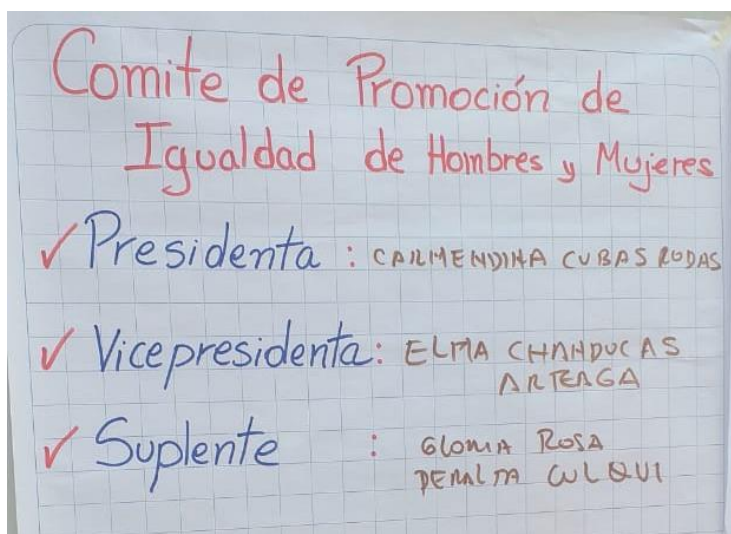 Comite de Promoción de
Igualdad de Hombres y Mujeres
✓ Presidenta : CARMENDINA CUBAS RODAS
✓ Vicepresidenta: ELMA CHANDUCAS
ARTEAGA
✓ Suplente : GLORIA ROSA
PERALTA CULQUI